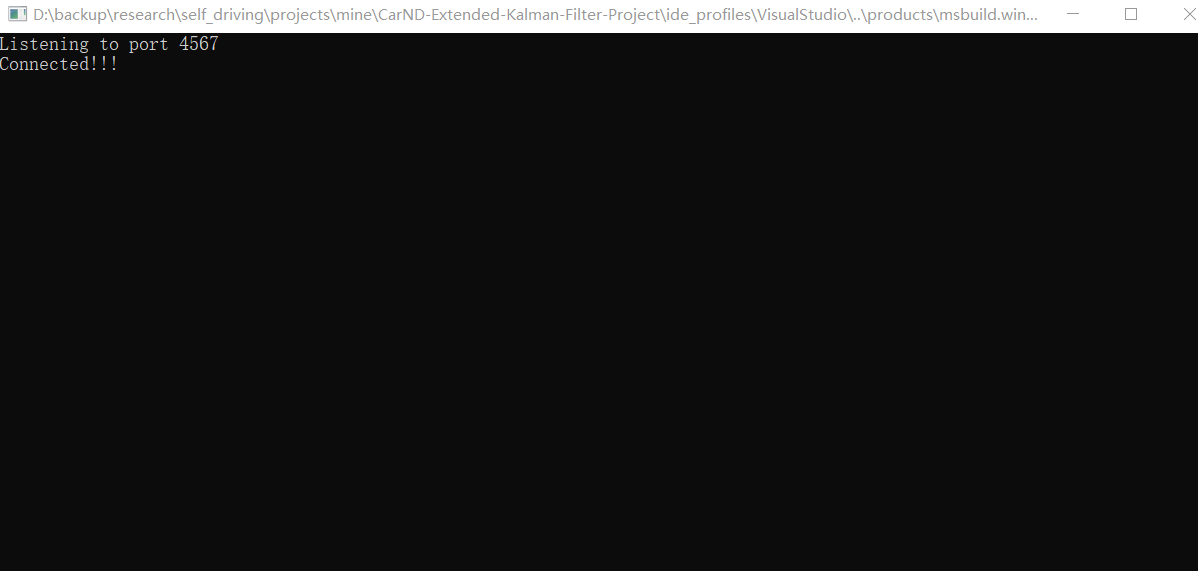 D:\backup\research\self_driving\projects\mine\CarND-Extended-Kalman-Filter-Project\ide_profiles\VisualStudio\..\products\msbuild.win...
Listening to port 4567
Connected!!!